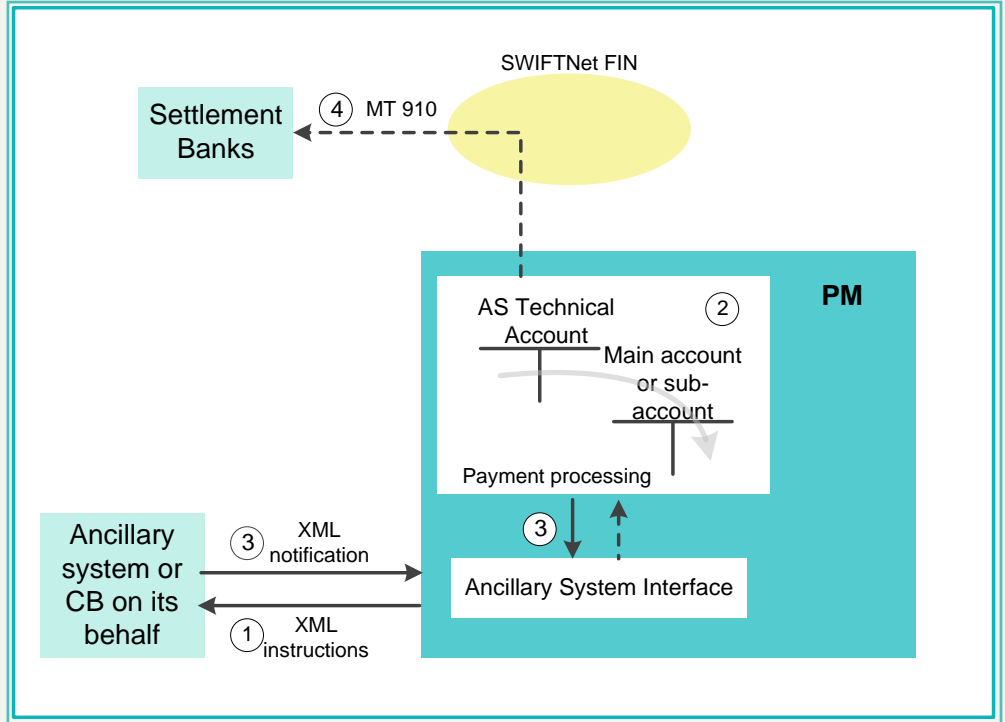 SWIFTNet FIN
4 MT 910
Settlement
Banks
PM
AS Technical
Account
2
Main account
or sub-
account
Payment processing
3
Ancillary System Interface
Ancillary
system or
CB on its
behalf
3 XML
notification
1 XML
instructions